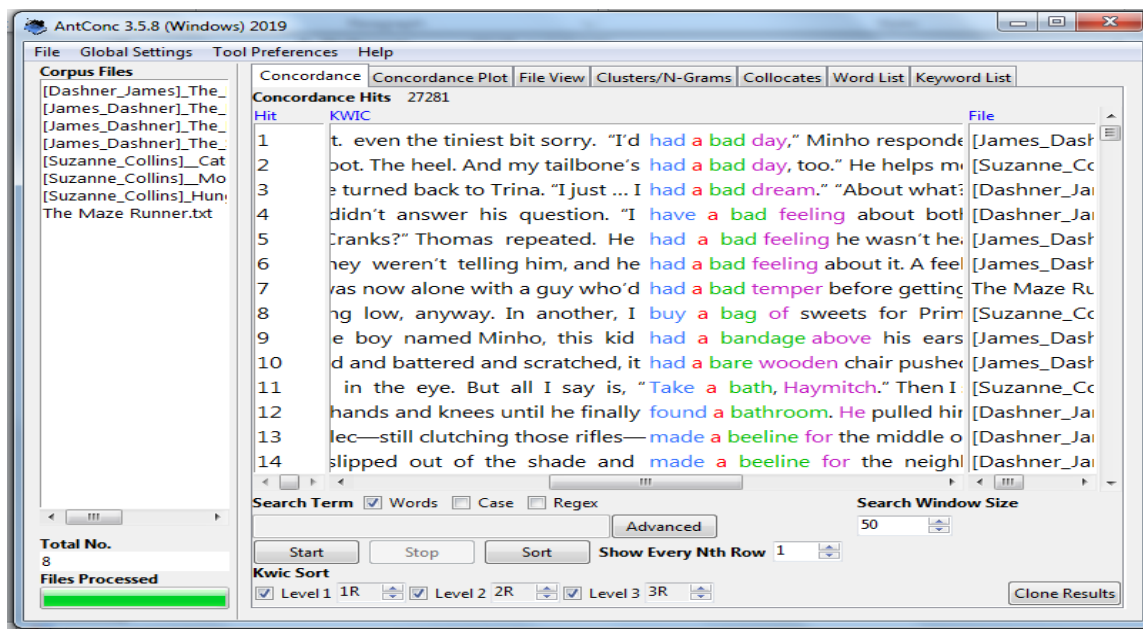 AntConc 3.5.8 (Windows) 2019
File Global Settings Tool Preferences Help
Corpus Files
[Dashner_James]_The_
[James_Dashner]_The_
[James_Dashner]_The_
[James_Dashner]_The_
[Suzanne_Collins]__Cat
[Suzanne_Collins]__Mo
[Suzanne_Collins]_Hun
The Maze Runner.txt
Total No.
8
Files Processed
Concordance Concordance Plot File View Clusters/N-Grams Collocates Word List Keyword List
Concordance Hits 27281
Hit KWIC File
1 t. even the tiniest bit sorry. “I’d had a bad day,” Minho responde [James_Dash
2 oot. The heel. And my tailbone’s had a bad day, too.” He helps m [Suzanne_Co
3 e turned back to Trina. “I just ... I had a bad dream.” “About what? [Dashner_Ja
4 didn’t answer his question. “I have a bad feeling about both [Dashner_Ja
5 Cranks?” Thomas repeated. He had a bad feeling he wasn’t hea [James_Dash
6 hey weren’t telling him, and he had a bad feeling about it. A feel [James_Dash
7 was now alone with a guy who’d had a bad temper before getting The Maze Ru
8 ng low, anyway. In another, I buy a bag of sweets for Prim [Suzanne_Co
9 e boy named Minho, this kid had a bandage above his ears [James_Dash
10 d and battered and scratched, it had a bare wooden chair pushed [James_Dash
11 in the eye. But all I say is, “Take a bath, Haymitch.” Then I [Suzanne_Co
12 hands and knees until he finally found a bathroom. He pulled hir [Dashner_Ja
13 lec—still clutching those rifles—made a beeline for the middle o [Dashner_Ja
14 slipped out of the shade and made a beeline for the neigh [Dashner_Ja
Search Term Words Case Regex Search Window Size
Advanced 50
Start Stop Sort Show Every Nth Row 1
Kwic Sort
Level 1 1R Level 2 2R Level 3 3R Clone Results